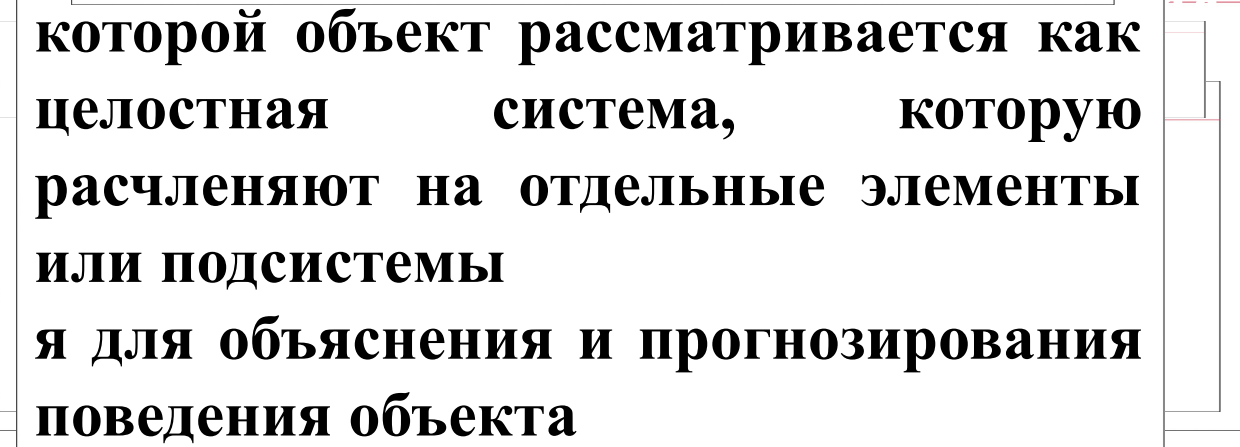 которой объект рассматривается как
целостная система, которую
расчленяют на отдельные элементы
или подсистемы
я для объяснения и прогнозирования
поведения объекта